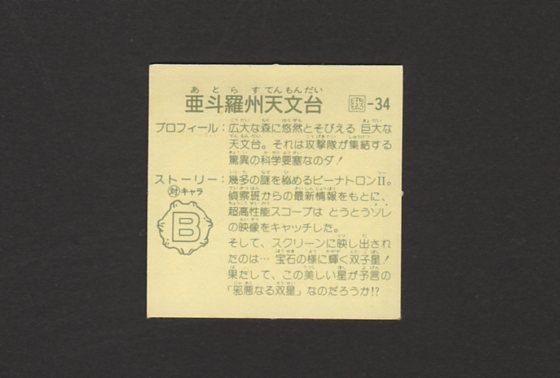 亜斗羅州天文台 -34
プロフィール：広大な森に悠然とそびえる 巨大な
天文台。それは攻撃隊が集結する
驚異の科学要塞なのダ！
ストーリー：幾多の謎を秘めるビーナトロンⅡ。
対キャラ
B
偵察班からの最新情報をもとに、
超高性能スコープは とうとうソレ
の映像をキャッチした。
そして、スクリーンに映し出され
たのは… 宝石の様に輝く双子星！
果だして、この美しい星が予言の
「邪悪なる双星」なのだろうか!?